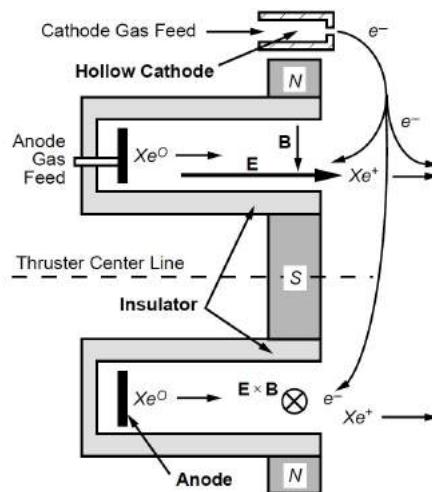 Cathode Gas Feed
e–
Hollow Cathode
N
e–
Anode
Gas
Feed
Xe⁰
B
E
Xe⁺
Thruster Center Line
S
Insulator
Xe⁰
E × B
e–
Xe⁺
Anode
N